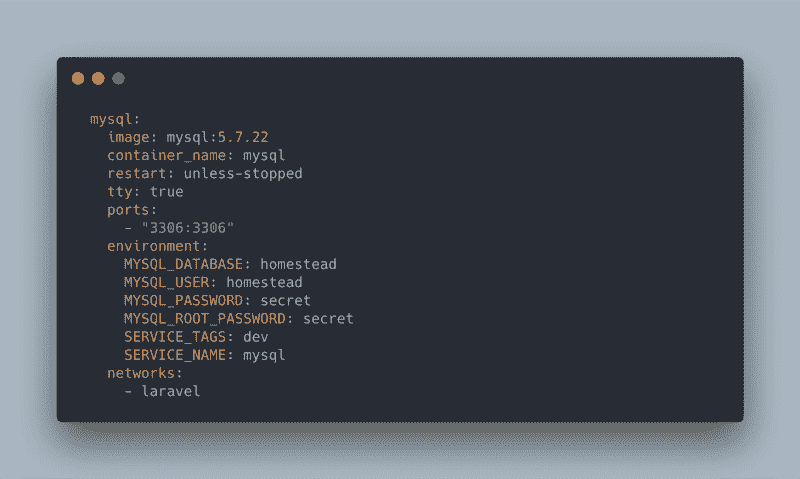 mysql:
  image: mysql:5.7.22
  container_name: mysql
  restart: unless-stopped
  tty: true
  ports:
    - "3306:3306"
  environment:
    MYSQL_DATABASE: homestead
    MYSQL_USER: homestead
    MYSQL_PASSWORD: secret
    MYSQL_ROOT_PASSWORD: secret
    SERVICE_TAGS: dev
    SERVICE_NAME: mysql
  networks:
    - laravel